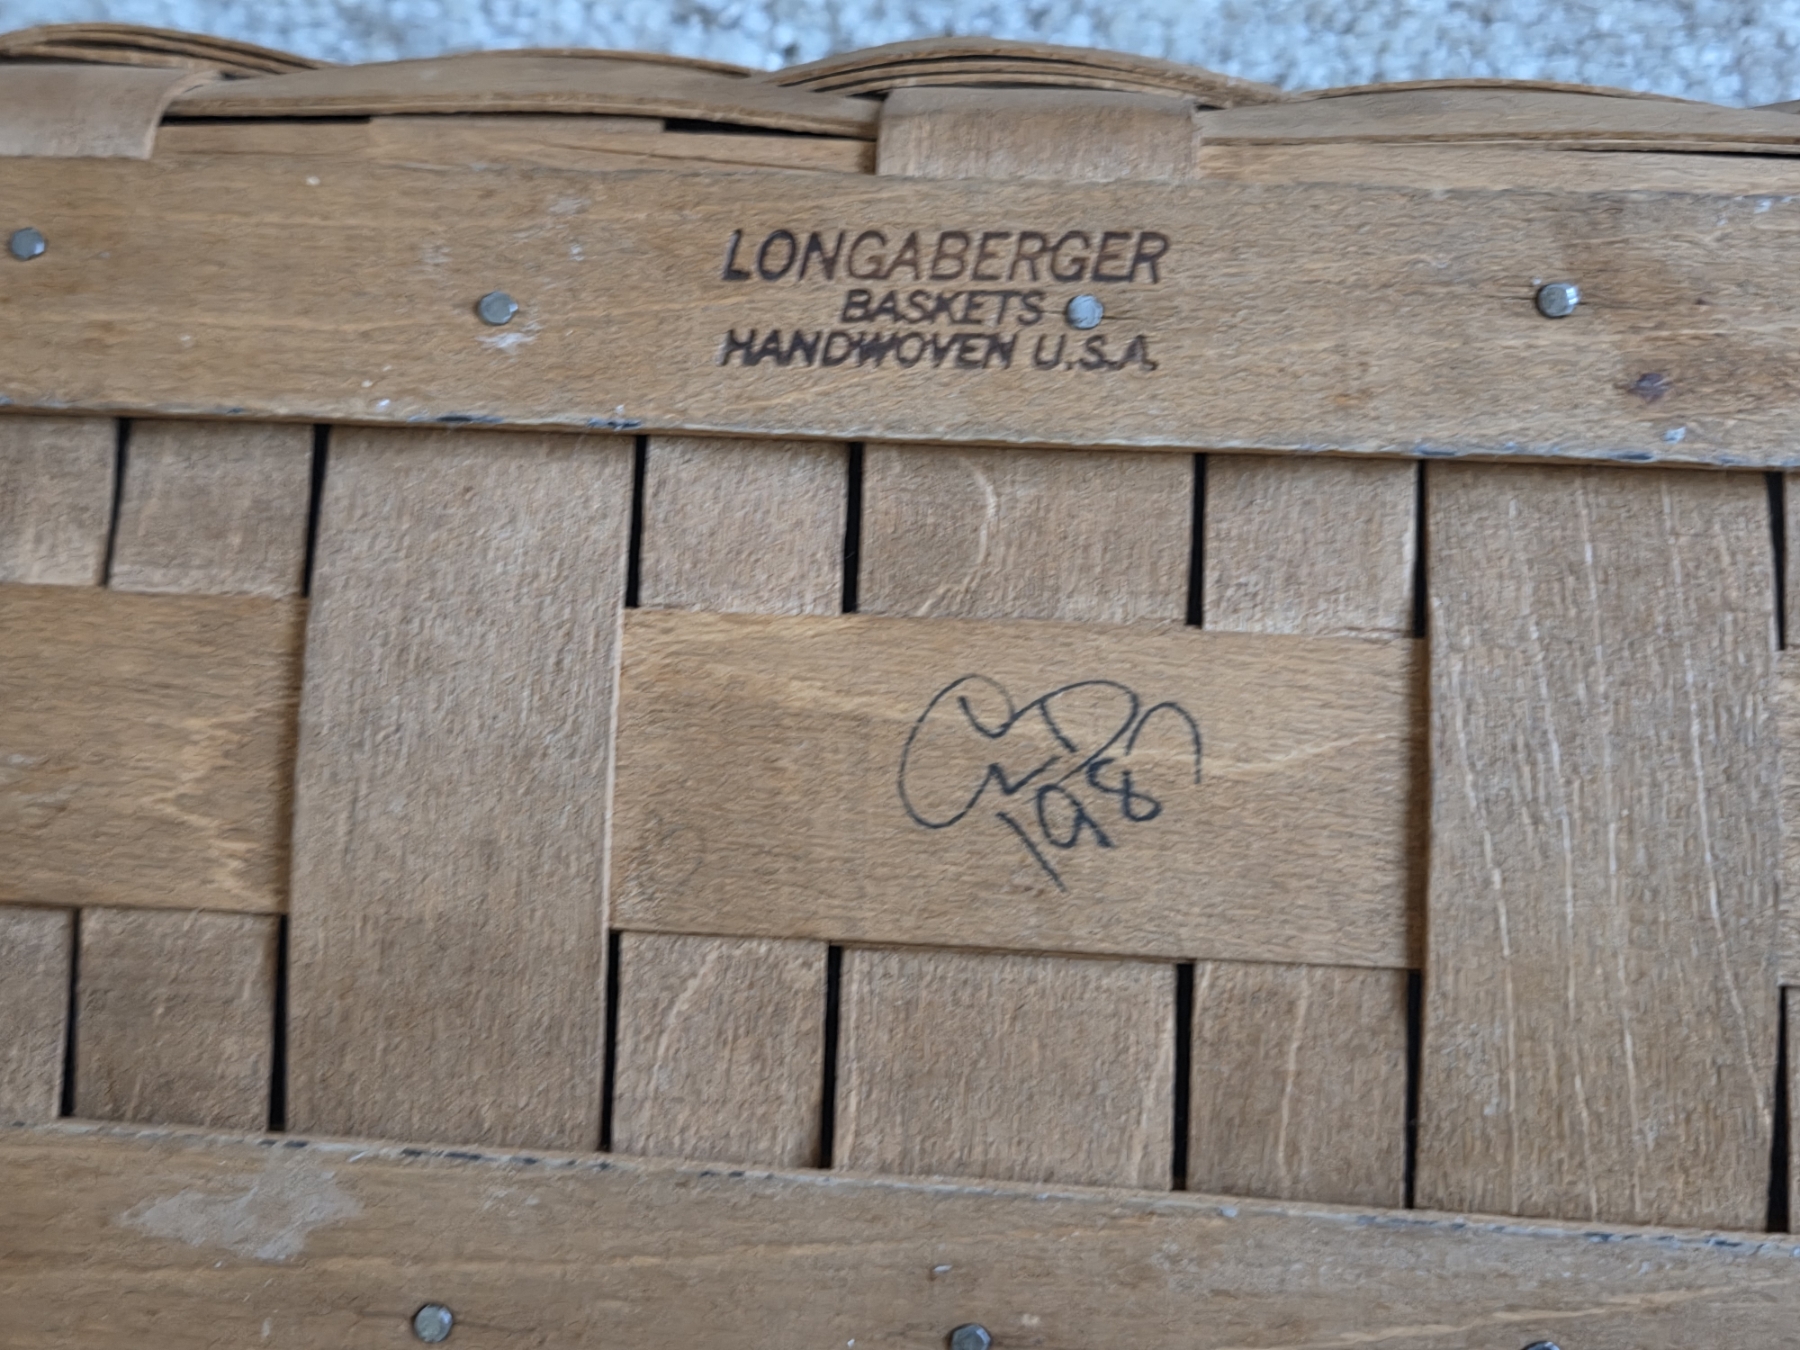 LONGABERGER
BASKETS
HANDWOVEN U.S.A.
198